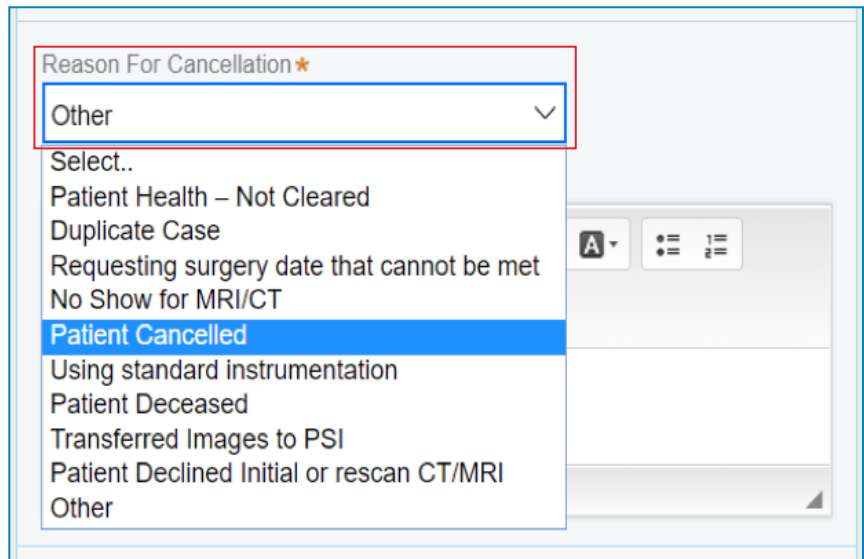 Reason For Cancellation*
Other
Select..
Patient Health – Not Cleared
Duplicate Case
Requesting surgery date that cannot be met
No Show for MRI/CT
Patient Cancelled
Using standard instrumentation
Patient Deceased
Transferred Images to PSI
Patient Declined Initial or rescan CT/MRI
Other
A